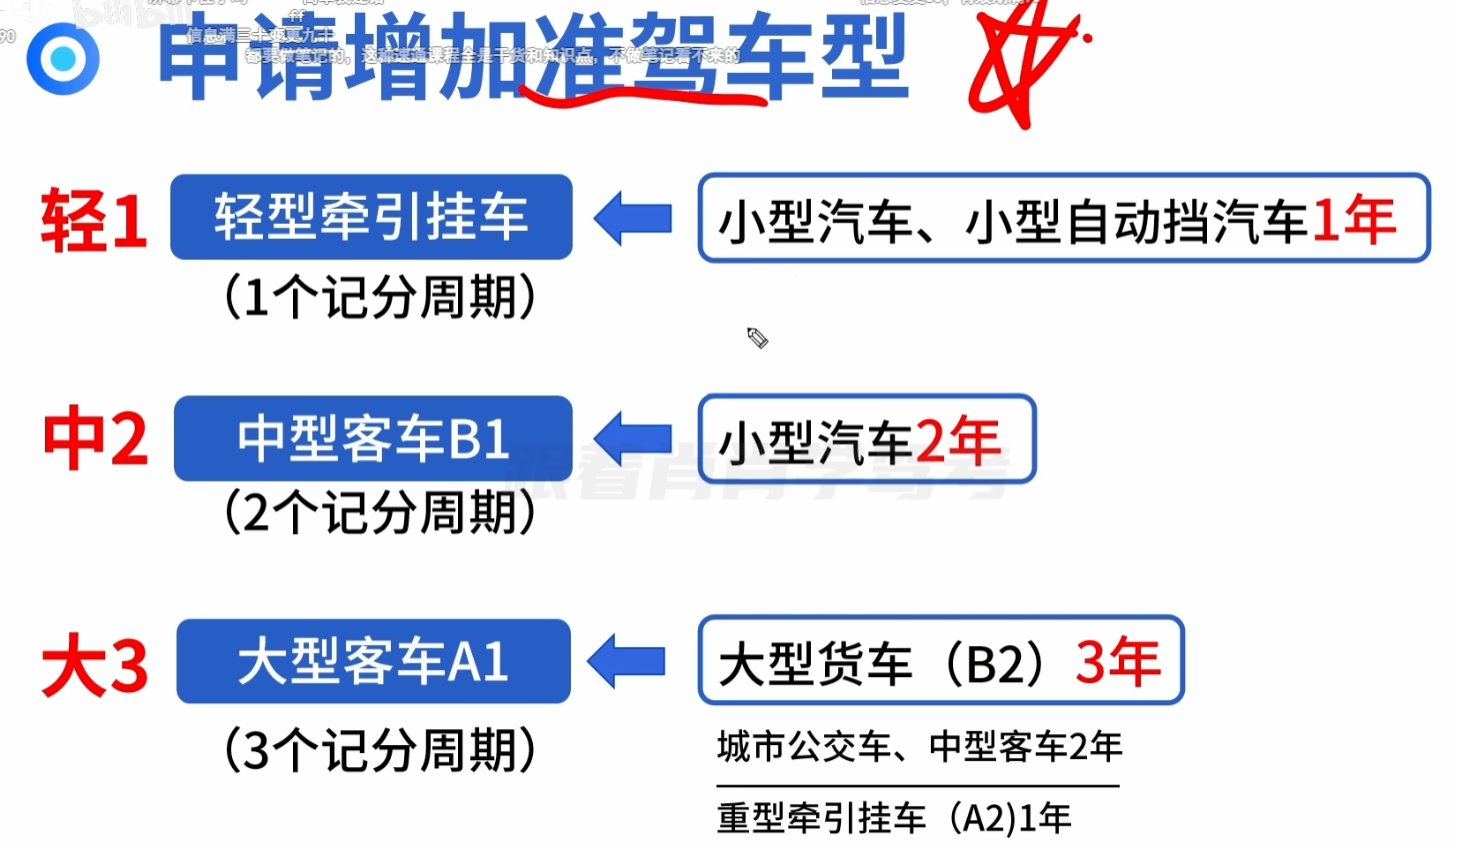 信息满三十变更九十
都要做笔记的，这种速通课程全是干货和知识点，不做笔记看不来的
申请增加准驾车型
轻1 轻型牵引挂车 小型汽车、小型自动挡汽车1年
（1个记分周期）
中2 中型客车B1 小型汽车2年
（2个记分周期）
大3 大型客车A1 大型货车（B2）3年
（3个记分周期）
城市公交车、中型客车2年
重型牵引挂车（A2)1年